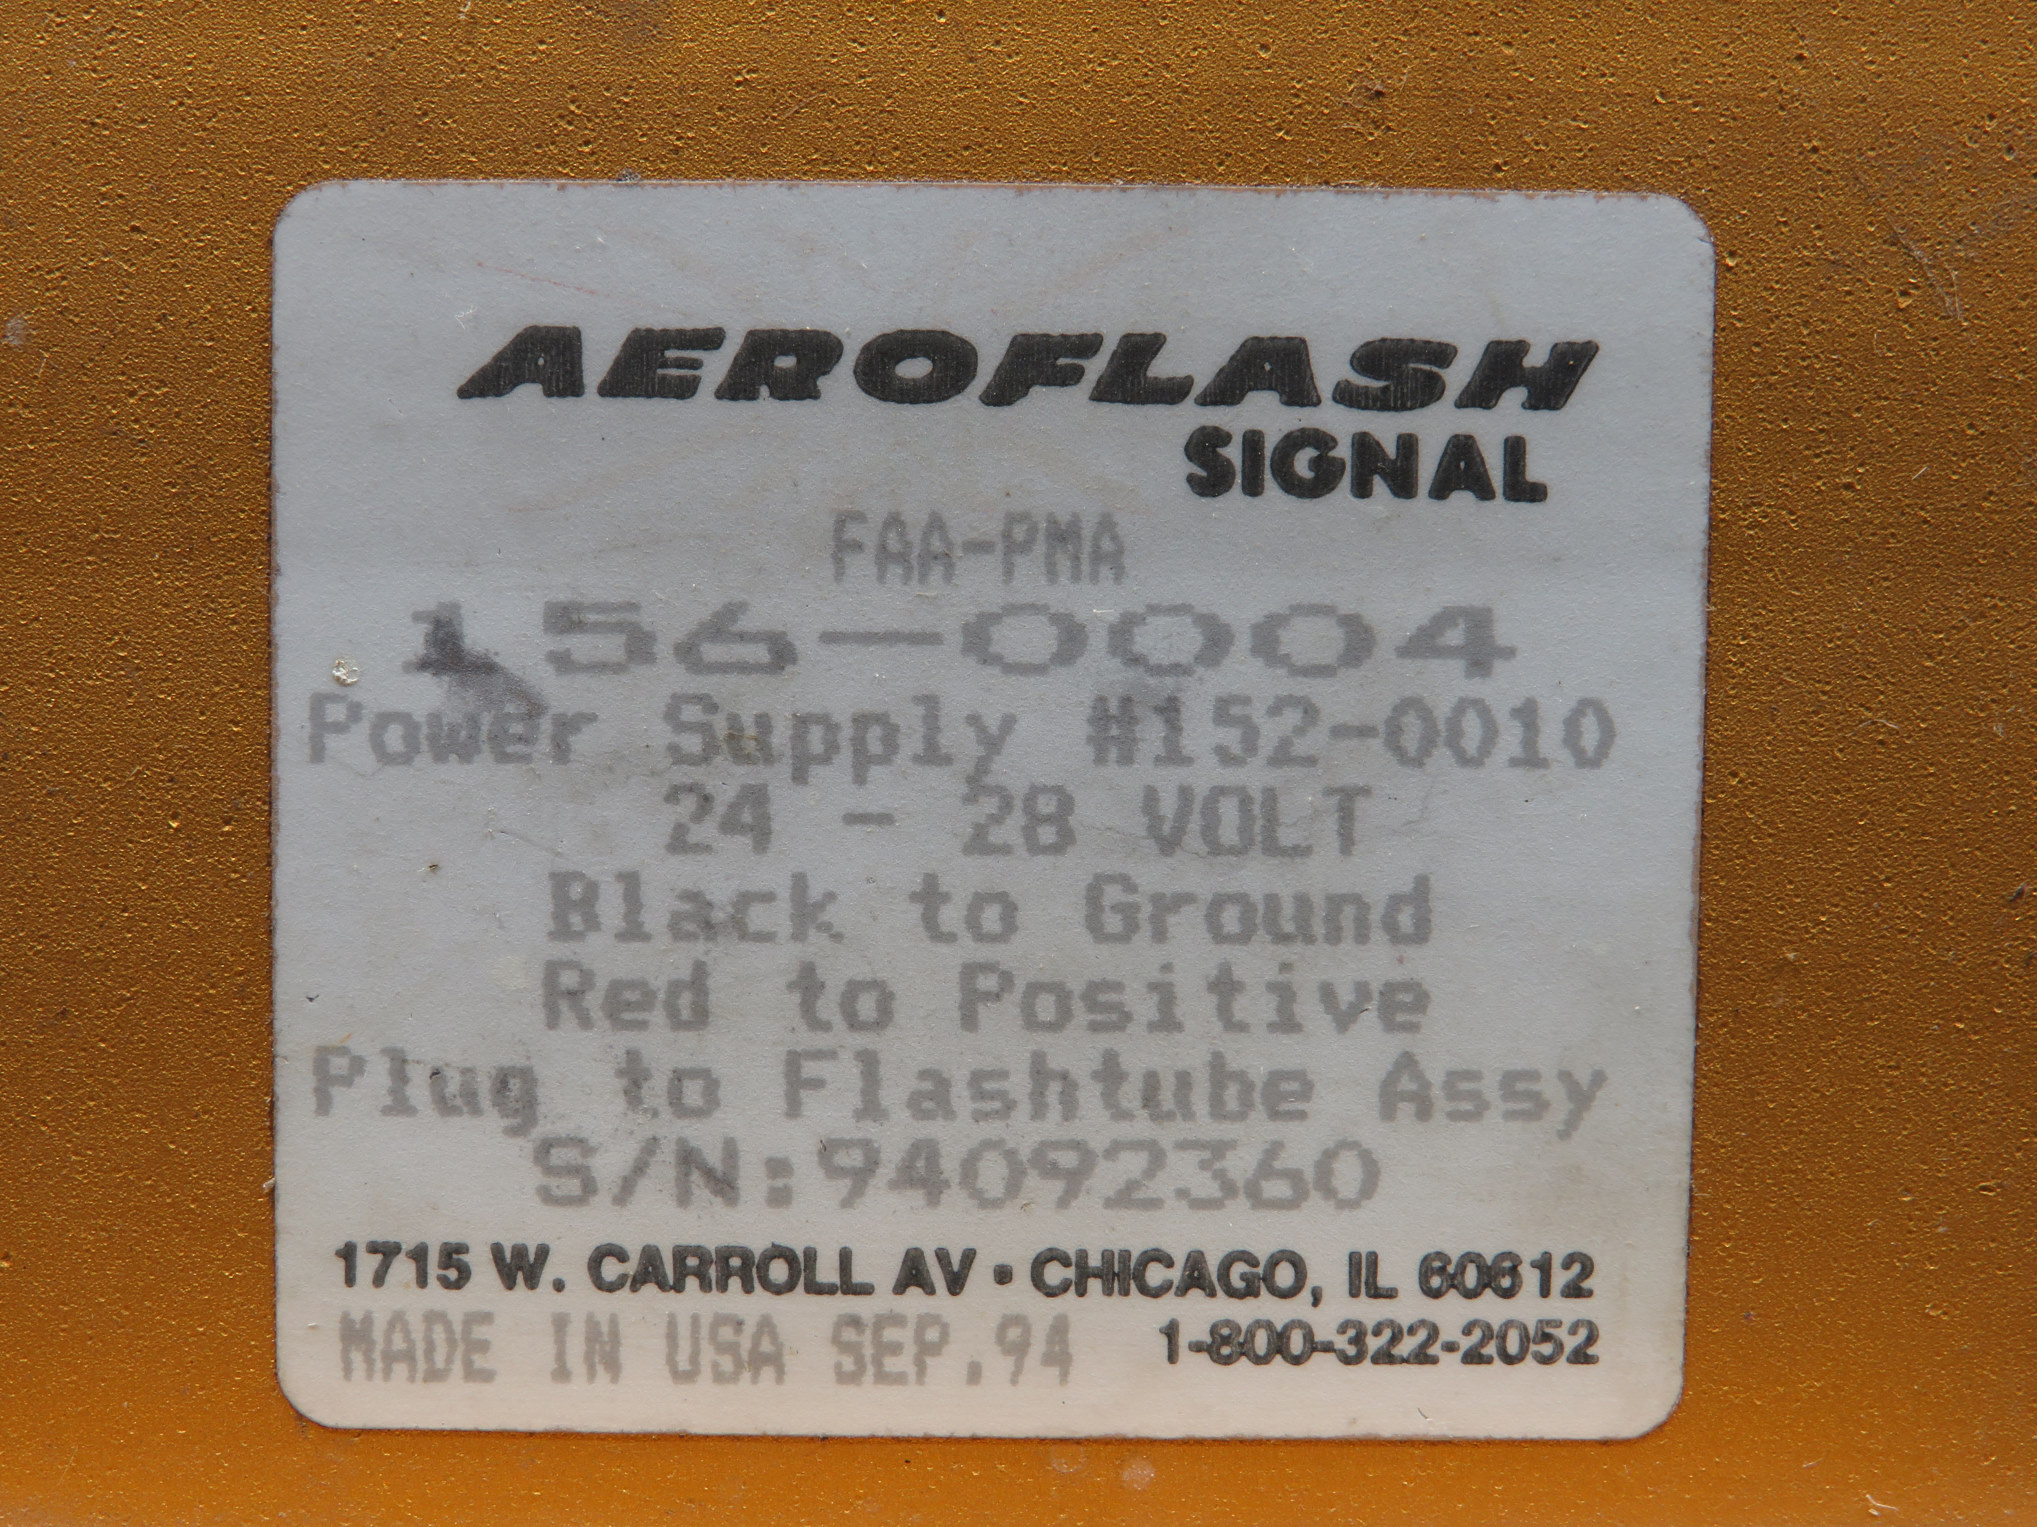 AEROFLASH
SIGNAL
FAA-PMA
156-0004
Power Supply #152-0010
24 - 28 VOLT
Black to Ground
Red to Positive
Plug to Flashtube Assy
S/N:94092360
1715 W. CARROLL AV • CHICAGO, IL 60612
MADE IN USA SEP.94 1-800-322-2052